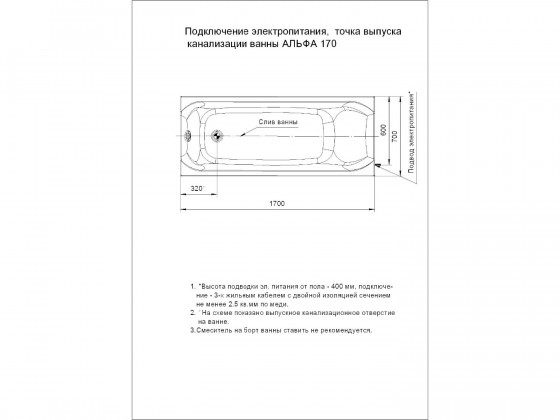 Подключение электропитания, точка выпуска
канализации ванны АЛЬФА 170
Слив ванны
600
700
Подвод электропитания*
320**
1700
1. *Высота подводки эл. питания от пола - 400 мм, подключе-
ние - 3-х жильным кабелем с двойной изоляцией сечением
не менее 2.5 кв.мм по меди.
2. **На схеме показано выпускное канализационное отверстие
на ванне.
3.Смеситель на борт ванны ставить не рекомендуется.